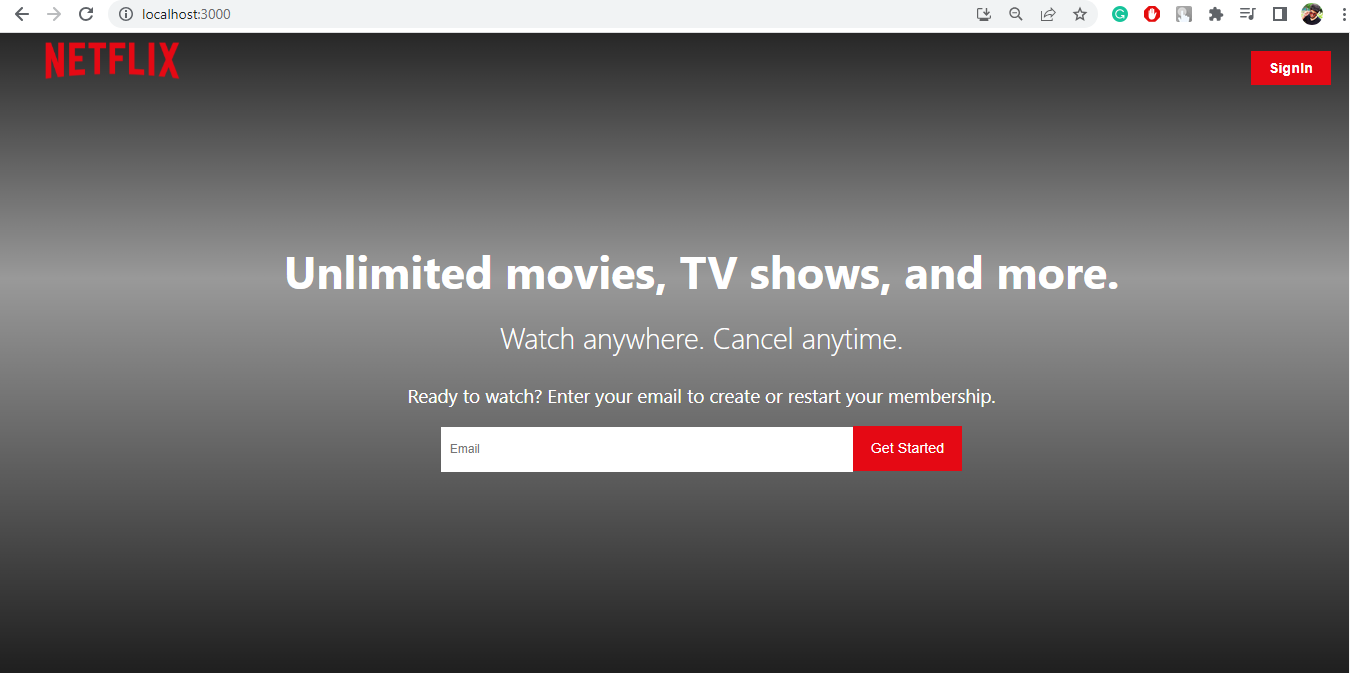 localhost:3000
NETFLIX
SignIn
Unlimited movies, TV shows, and more.
Watch anywhere. Cancel anytime.
Ready to watch? Enter your email to create or restart your membership.
Email
Get Started